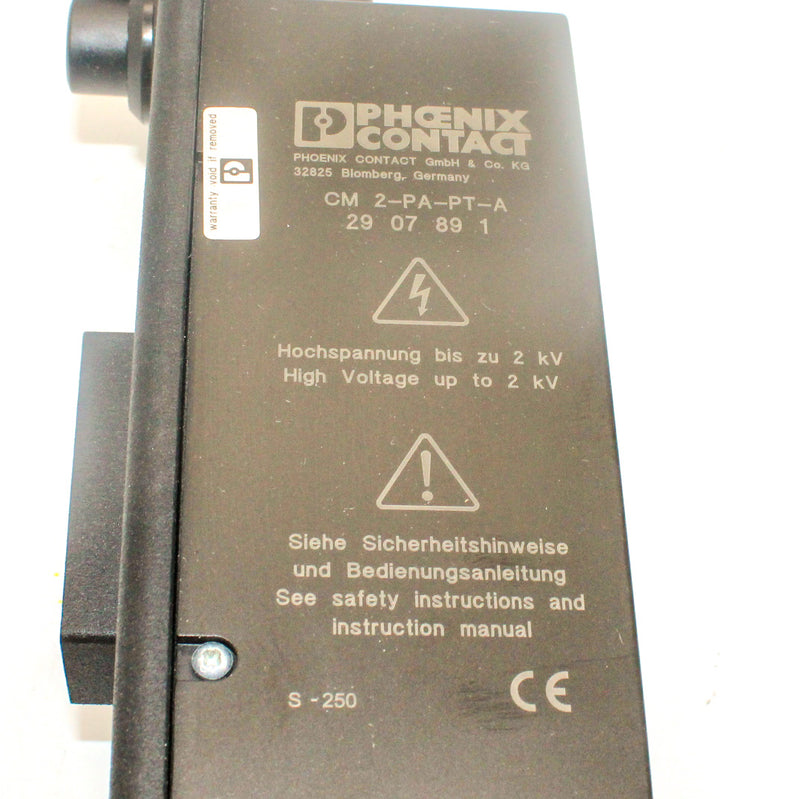 warranty void if removed
PHŒNIX
CONTACT
PHOENIX CONTACT GmbH & Co. KG
32825 Blomberg, Germany
CM 2-PA-PT-A
29 07 89 1
Hochspannung bis zu 2 kV
High Voltage up to 2 kV
Siehe Sicherheitshinweise
und Bedienungsanleitung
See safety instructions and
instruction manual
S-250
CE